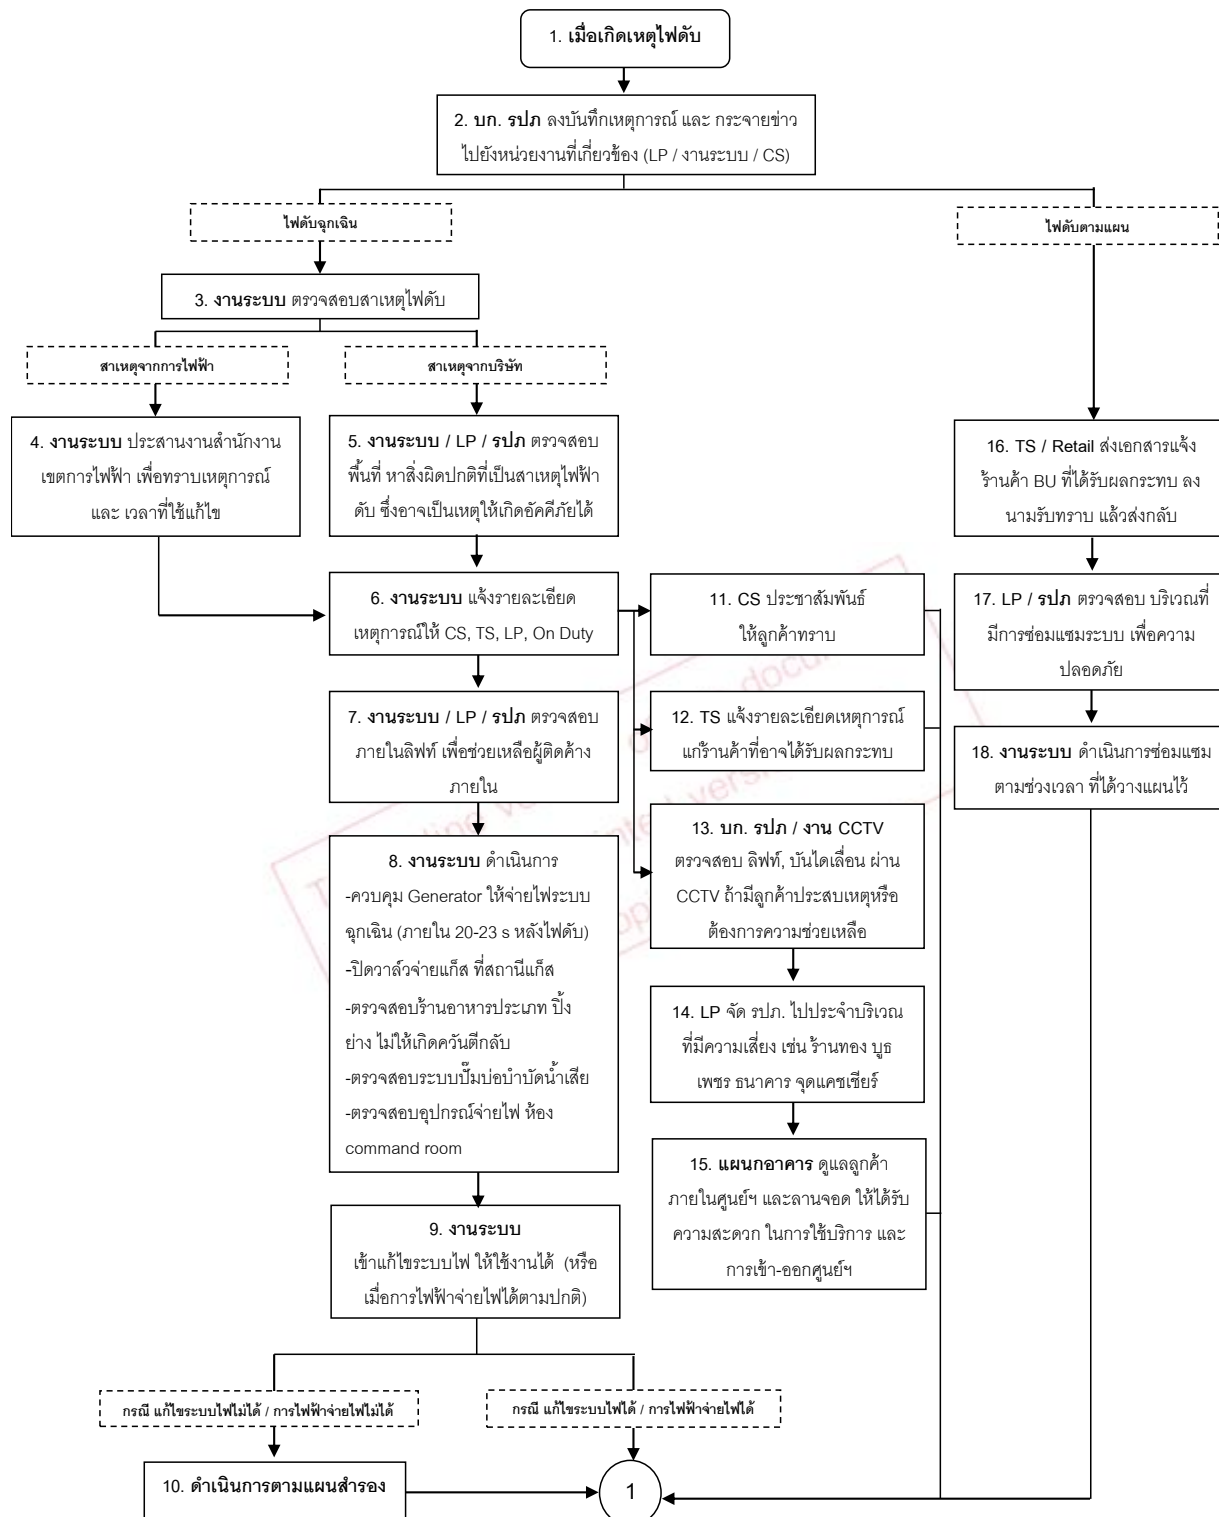 1. เมื่อเกิดเหตุไฟดับ
2. บก. รปภ ลงบันทึกเหตุการณ์ และ กระจายข่าว
ไปยังหน่วยงานที่เกี่ยวข้อง (LP / งานระบบ / CS)
ไฟดับฉุกเฉิน
ไฟดับตามแผน
3. งานระบบ ตรวจสอบสาเหตุไฟดับ
สาเหตุจากการไฟฟ้า
สาเหตุจากบริษัท
4. งานระบบ ประสานงานสำนักงาน
เขตการไฟฟ้า เพื่อทราบเหตุการณ์
และ เวลาที่ใช้แก้ไข
5. งานระบบ / LP / รปภ ตรวจสอบ
พื้นที่ หาสิ่งผิดปกติที่เป็นสาเหตุไฟฟ้า
ดับ ซึ่งอาจเป็นเหตุให้เกิดอัคคีภัยได้
16. TS / Retail ส่งเอกสารแจ้ง
ร้านค้า BU ที่ได้รับผลกระทบ ลง
นามรับทราบ แล้วส่งกลับ
6. งานระบบ แจ้งรายละเอียด
เหตุการณ์ให้ CS, TS, LP, On Duty
11. CS ประชาสัมพันธ์
ให้ลูกค้าทราบ
17. LP / รปภ ตรวจสอบ บริเวณที่
มีการซ่อมแซมระบบ เพื่อความ
ปลอดภัย
7. งานระบบ / LP / รปภ ตรวจสอบ
ภายในลิฟท์ เพื่อช่วยเหลือผู้ติดค้าง
ภายใน
12. TS แจ้งรายละเอียดเหตุการณ์
แก่ร้านค้าที่อาจได้รับผลกระทบ
18. งานระบบ ดำเนินการซ่อมแซม
ตามช่วงเวลา ที่ได้วางแผนไว้
8. งานระบบ ดำเนินการ
-ควบคุม Generator ให้จ่ายไฟระบบ
ฉุกเฉิน (ภายใน 20-23 s หลังไฟดับ)
-ปิดวาล์วจ่ายแก็ส ที่สถานีแก็ส
-ตรวจสอบร้านอาหารประเภท ปิ้ง
ย่าง ไม่ให้เกิดควันตีกลับ
-ตรวจสอบระบบปั๊มบ่อบำบัดน้ำเสีย
-ตรวจสอบอุปกรณ์จ่ายไฟ ห้อง
command room
13. บก. รปภ / งาน CCTV
ตรวจสอบ ลิฟท์, บันไดเลื่อน ผ่าน
CCTV ถ้ามีลูกค้าประสบเหตุหรือ
ต้องการความช่วยเหลือ
14. LP จัด รปภ. ไปประจำบริเวณ
ที่มีความเสี่ยง เช่น ร้านทอง บูธ
เพชร ธนาคาร จุดแคชเชียร์
15. แผนกอาคาร ดูแลลูกค้า
ภายในศูนย์ฯ และลานจอด ให้ได้รับ
ความสะดวก ในการใช้บริการ และ
การเข้า-ออกศูนย์ฯ
9. งานระบบ
เข้าแก้ไขระบบไฟ ให้ใช้งานได้ (หรือ
เมื่อการไฟฟ้าจ่ายไฟได้ตามปกติ)
กรณี แก้ไขระบบไฟไม่ได้ / การไฟฟ้าจ่ายไฟไม่ได้
กรณี แก้ไขระบบไฟได้ / การไฟฟ้าจ่ายไฟได้
10. ดำเนินการตามแผนสำรอง
1